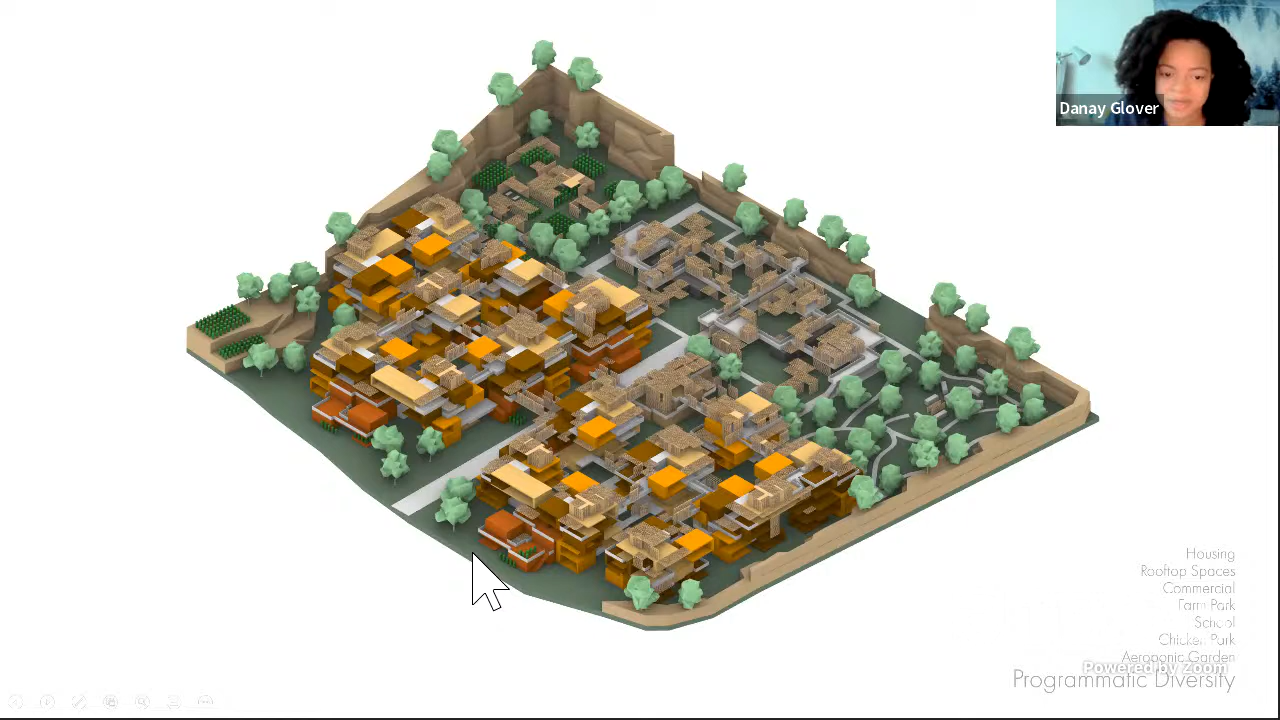 Danay Glover
Housing
Rooftop Spaces
Commercial
Farm Park
School
Chicken Park
Aeroponic Garden
Powered by Zoom
Programmatic Diversity